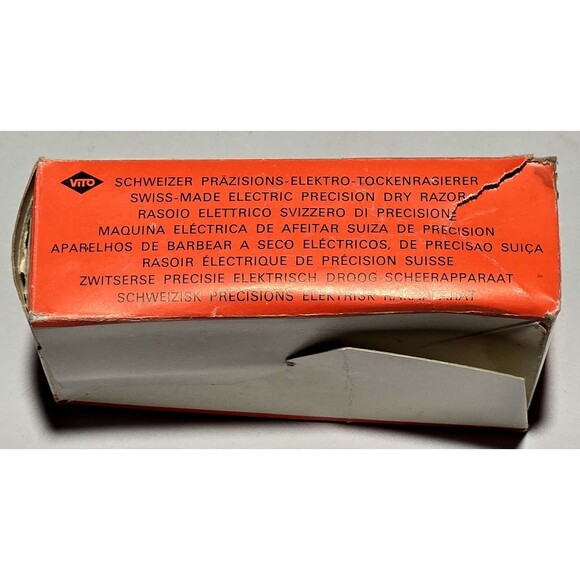 VITO
SCHWEIZER PRÄZISIONS-ELEKTRO-TOCKENRASIERER
SWISS-MADE ELECTRIC PRECISION DRY RAZOR
RASOIO ELETTRICO SVIZZERO DI PRECISIONE
MAQUINA ELÉCTRICA DE AFEITAR SUIZA DE PRECISION
APARELHOS DE BARBEAR A SECO ELÉCTRICOS, DE PRECISAO SUIÇA
RASOIR ÉLECTRIQUE DE PRÉCISION SUISSE
ZWITSERSE PRECISIE ELEKTRISCH DROOG-SCHEERAPPARAAT
SCHWEIZISK PRECISIONS ELEKTRISK